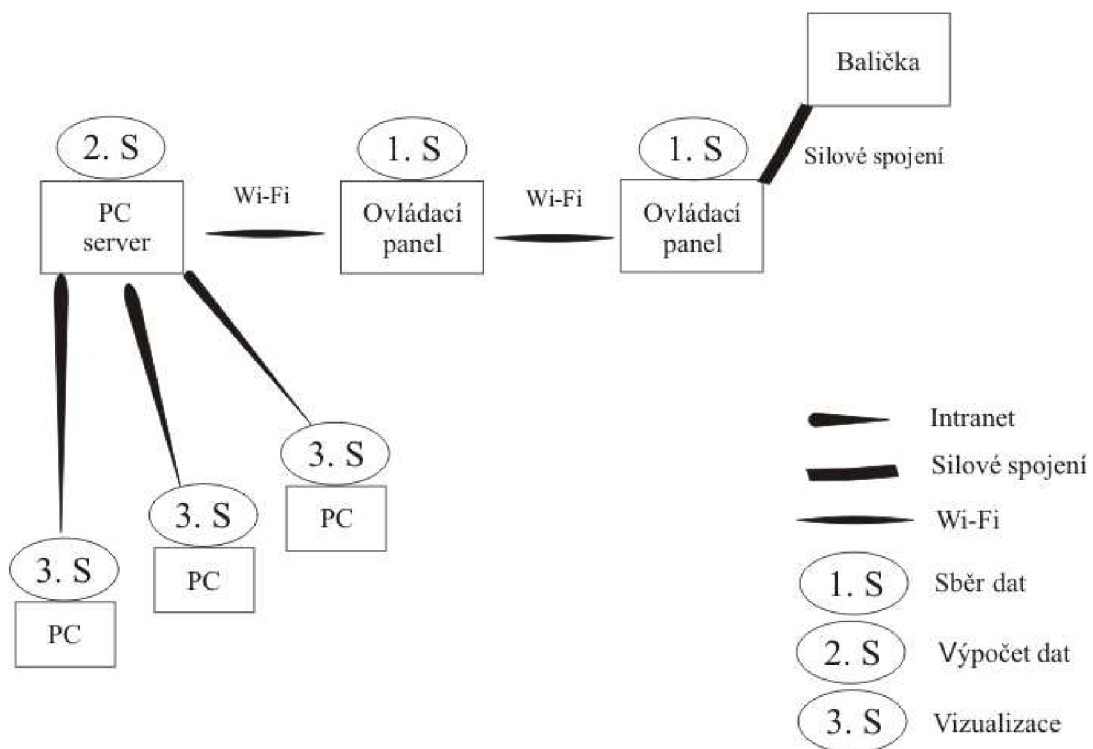 Balička
2. S
1. S
1. S
Silové spojení
PC
server
Wi-Fi
Ovládací
panel
Wi-Fi
Ovládací
panel
3. S
PC
3. S
PC
3. S
PC
Intranet
Silové spojení
Wi-Fi
1. S
Sběr dat
2. S
Výpočet dat
3. S
Vizualizace